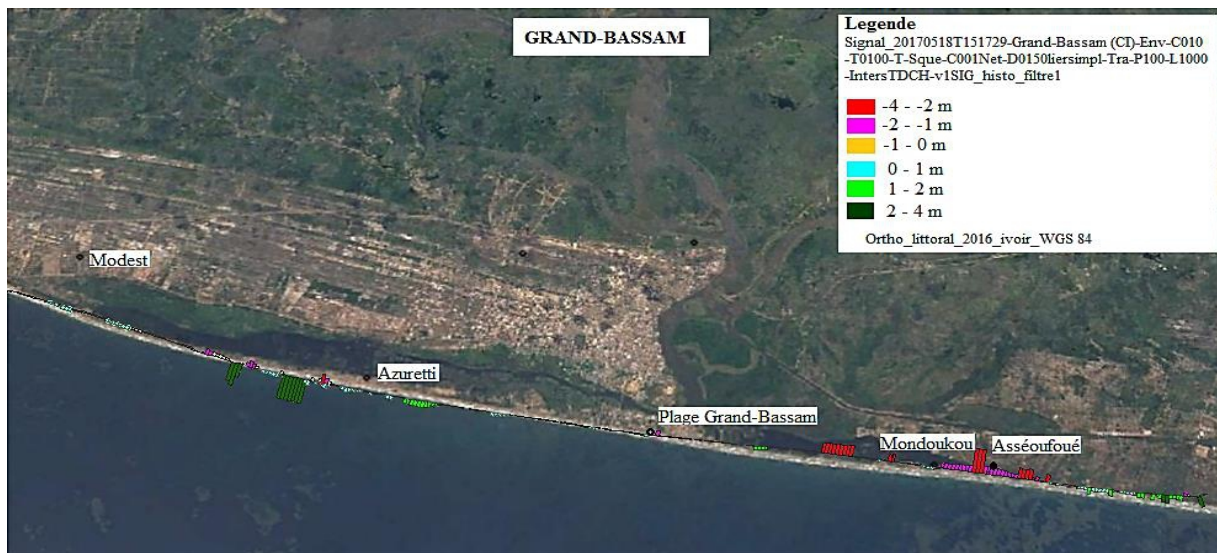 GRAND-BASSAM
Legende
Signal_20170518T151729-Grand-Bassam (CI)-Env-C010
-T0100-T-Sque-C001Net-D0150liersimpl-Tra-P100-L1000
-IntersTDCH-v1SIG_histo_filtre1
-4 - -2 m
-2 - -1 m
-1 - 0 m
0 - 1 m
1 - 2 m
2 - 4 m
Ortho_littoral_2016_ivoir_WGS 84
Modest
Azuretti
Plage Grand-Bassam
Mondoukou
Asséoufoué